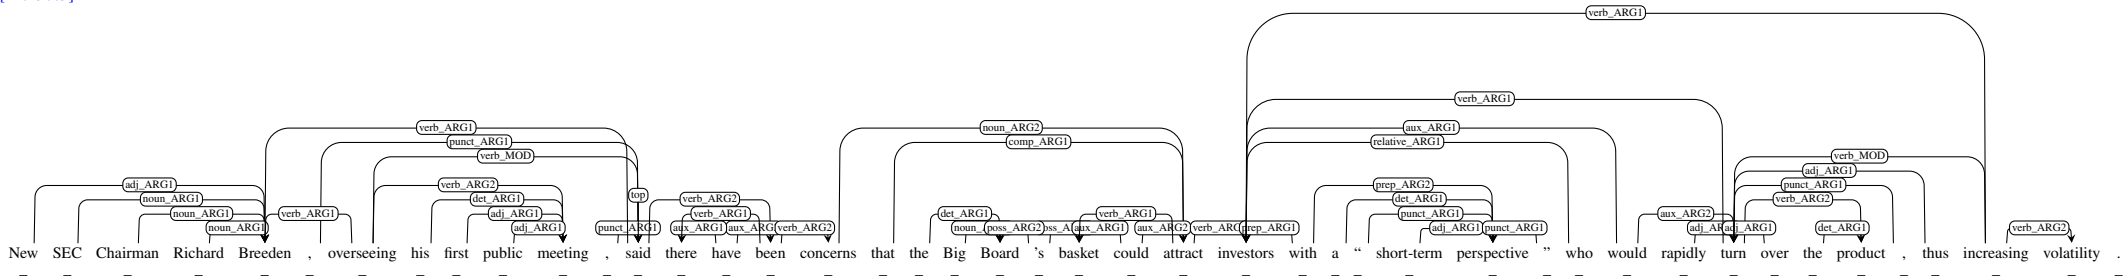 verb_ARG1
verb_ARG1
verb_ARG1 noun_ARG2 aux_ARG1
punct_ARG1 comp_ARG1 relative_ARG1
verb_MOD verb_MOD
adj_ARG1
adj_ARG1 verb_ARG2 prep_ARG2 punct_ARG1
noun_ARG1 det_ARG1 top verb_ARG2 det_ARG1 verb_ARG2
noun_ARG1 verb_ARG1 adj_ARG1 verb_ARG1 det_ARG1 verb_ARG1 punct_ARG1 aux_ARG2
noun_ARG1 adj_ARG1 punct_ARG1 aux_ARG1 verb_ARG2 poss_ARG2 aux_ARG1 prep_ARG1 adj_ARG1 punct_ARG1 adj_ARG1 det_ARG1 verb_ARG2
New SEC Chairman Richard Breeden , overseeing his first public meeting , said there have been concerns that the Big Board 's basket could attract investors with a “ short-term perspective ” who would rapidly turn over the product , thus increasing volatility .